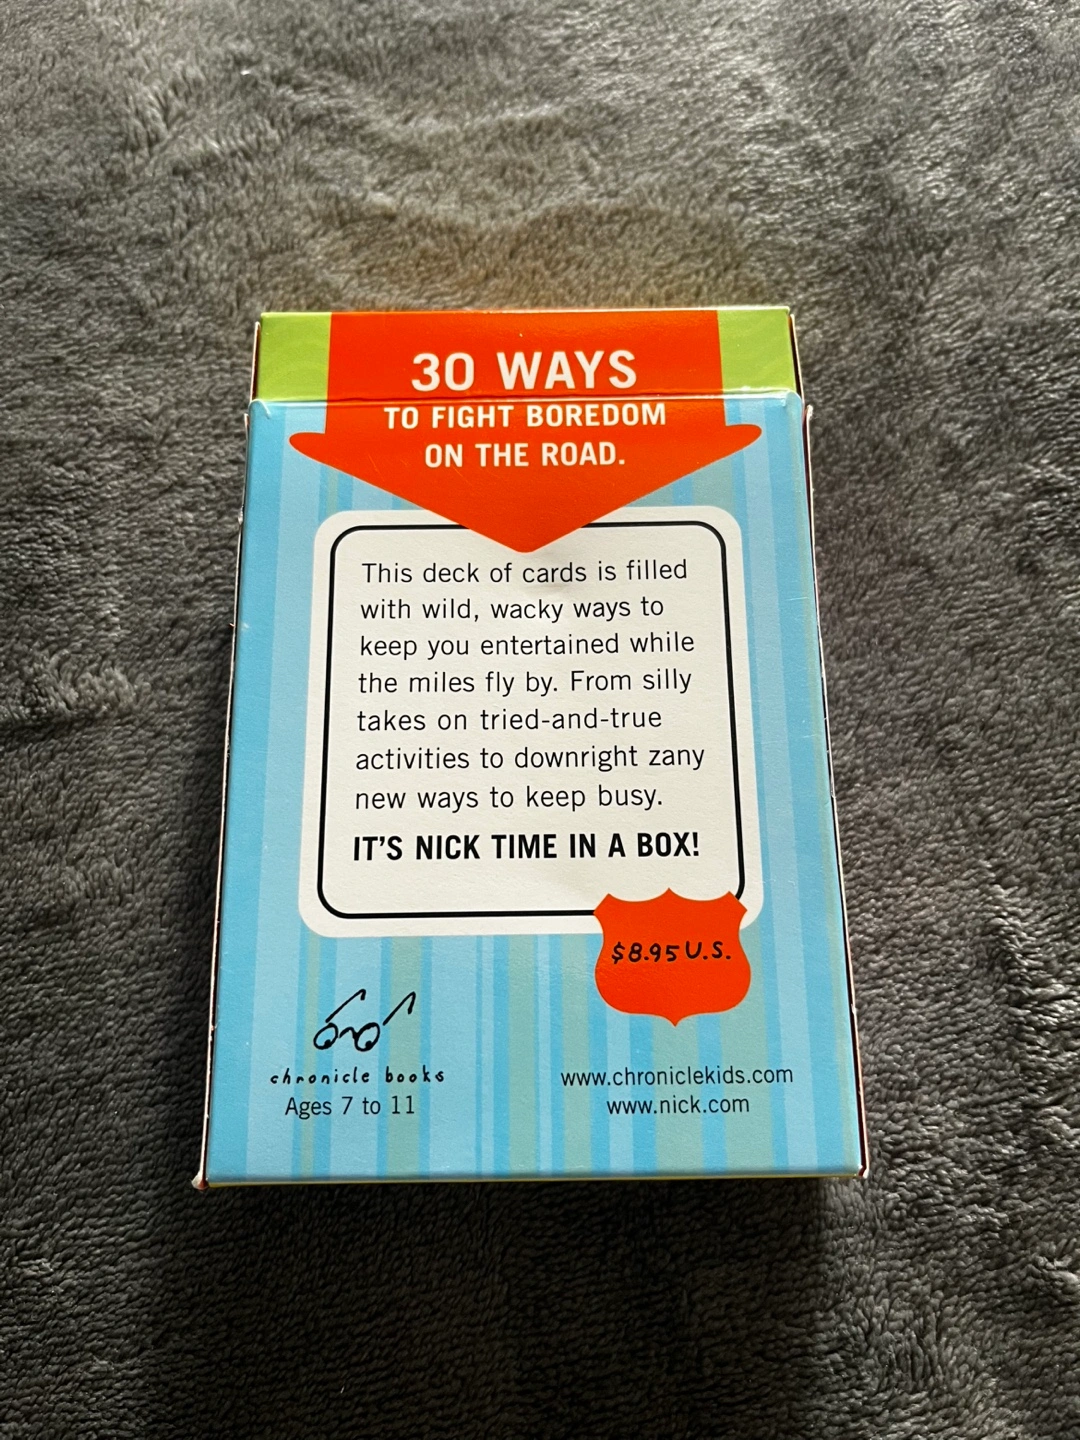 30 WAYS
TO FIGHT BOREDOM
ON THE ROAD.
This deck of cards is filled
with wild, wacky ways to
keep you entertained while
the miles fly by. From silly
takes on tried-and-true
activities to downright zany
new ways to keep busy.
IT'S NICK TIME IN A BOX!
$8.95 U.S.
chronicle books
Ages 7 to 11
www.chroniclekids.com
www.nick.com